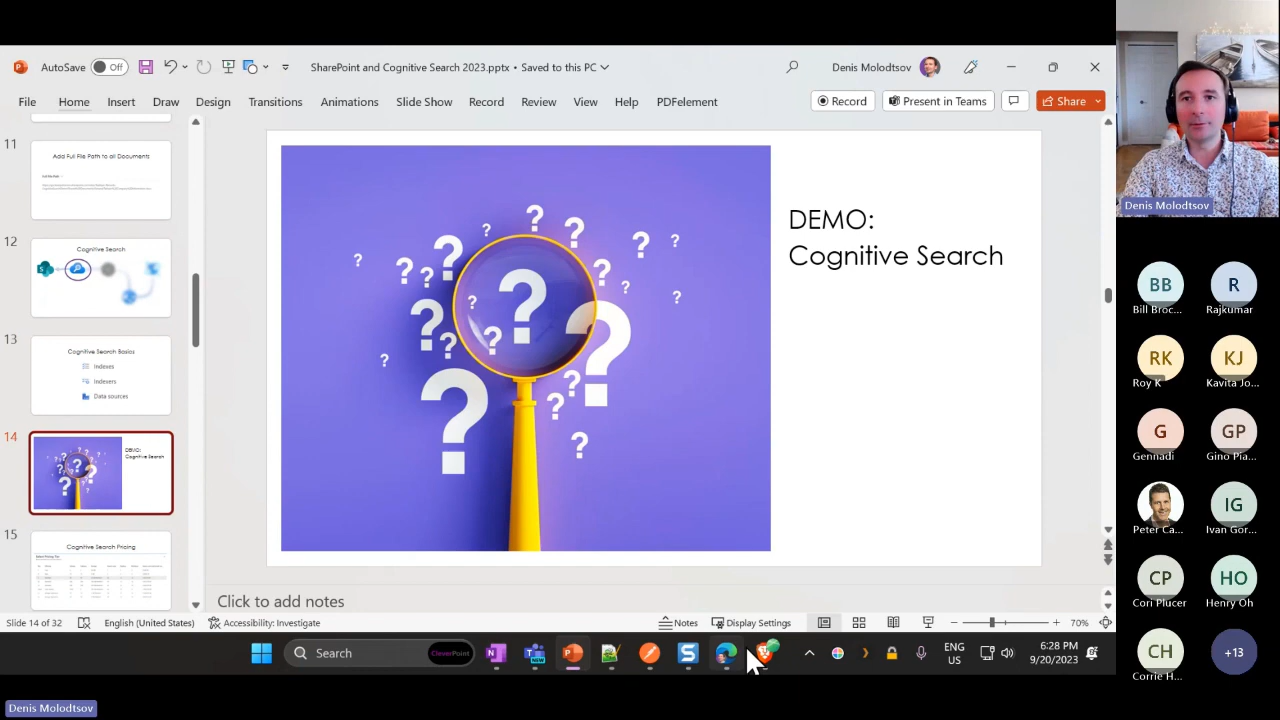 AutoSave
Off
SharePoint and Cognitive Search 2023.pptx • Saved to this PC
Denis Molodtsov
File
Home
Insert
Draw
Design
Transitions
Animations
Slide Show
Record
Review
View
Help
PDFelement
Record
Present in Teams
Share
11
Add Full File Path to all Documents
12
Cognitive Search
13
Cognitive Search Basics
Indexes
Indexers
Data sources
14
DEMO:
Cognitive Search
15
Cognitive Search Pricing
DEMO:
Cognitive Search
Click to add notes
Slide 14 of 32
English (United States)
Accessibility: Investigate
Notes
Display Settings
70%
Search
CleverPoint
ENG
US
6:28 PM
9/20/2023
Denis Molodtsov
Denis Molodtsov
BB
Bill Broc...
R
Rajkumar
RK
Roy K
KJ
Kavita Jo...
G
Gennadi
GP
Gino Pia...
Peter Ca...
IG
Ivan Gor...
CP
Cori Plucer
HO
Henry Oh
CH
Corrie H...
+13